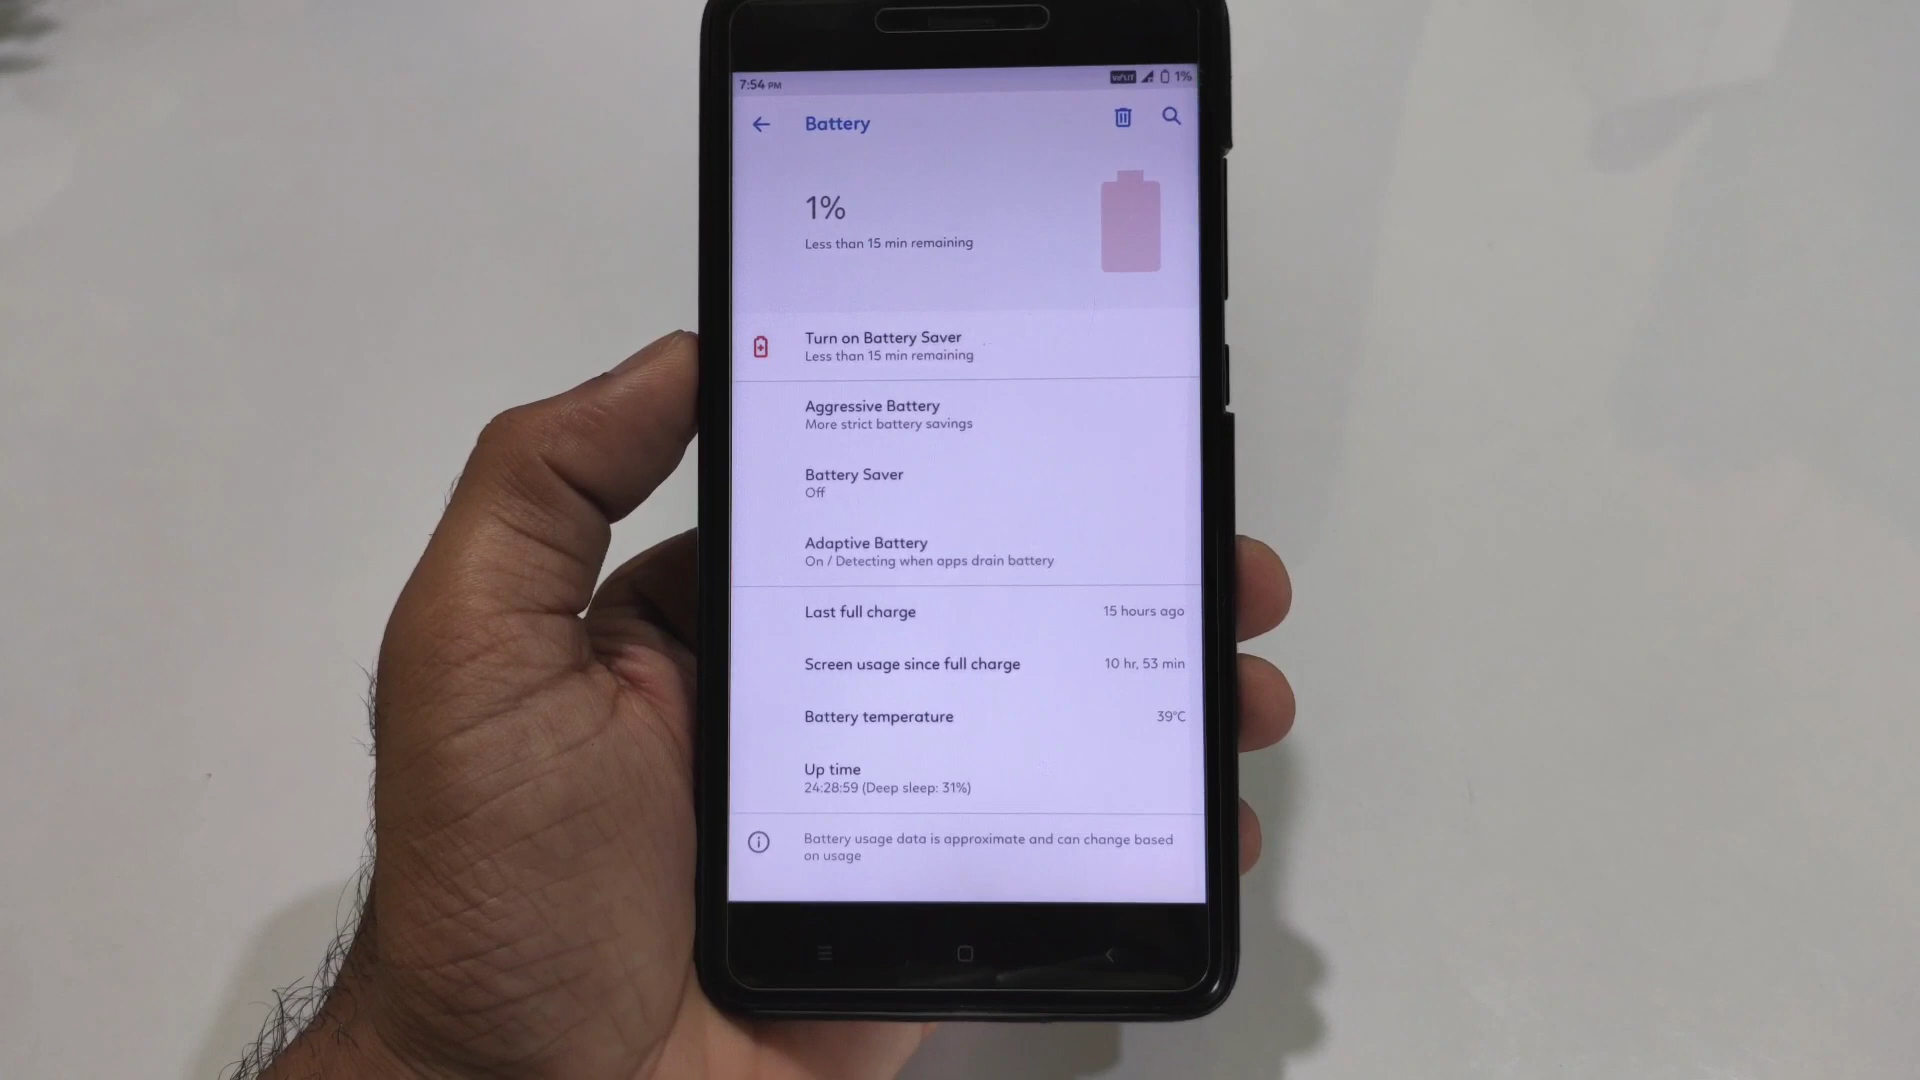 7:54 PM
VoLTE 1%
Battery
1%
Less than 15 min remaining
Turn on Battery Saver
Less than 15 min remaining
Aggressive Battery
More strict battery savings
Battery Saver
Off
Adaptive Battery
On / Detecting when apps drain battery
Last full charge 15 hours ago
Screen usage since full charge 10 hr, 53 min
Battery temperature 39°C
Up time
24:28:59 (Deep sleep: 31%)
Battery usage data is approximate and can change based
on usage